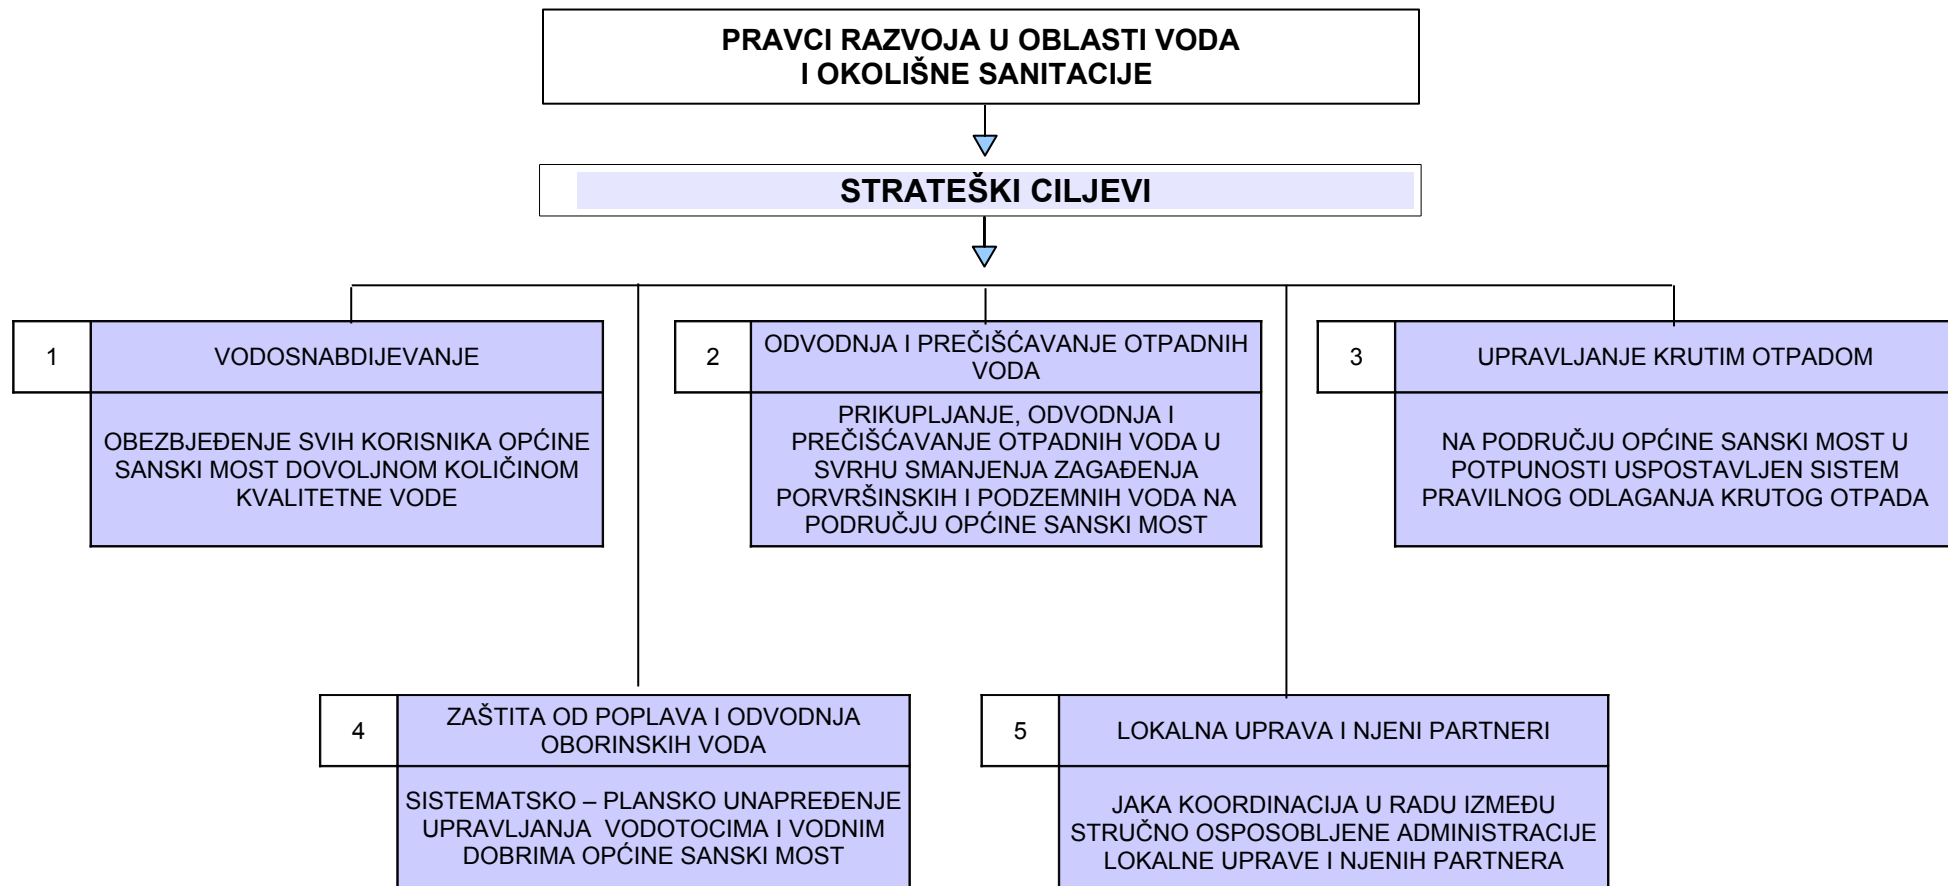 PRAVCI RAZVOJA U OBLASTI VODA
I OKOLIŠNE SANITACIJE
STRATEŠKI CILJEVI
1
VODOSNABDIJEVANJE
OBEZBJEĐENJE SVIH KORISNIKA OPĆINE
SANSKI MOST DOVOLJNOM KOLIČINOM
KVALITETNE VODE
2
ODVODNJA I PREČIŠĆAVANJE OTPADNIH
VODA
PRIKUPLJANJE, ODVODNJA I
PREČIŠĆAVANJE OTPADNIH VODA U
SVRHU SMANJENJA ZAGAĐENJA
PORVRŠINSKIH I PODZEMNIH VODA NA
PODRUČJU OPĆINE SANSKI MOST
3
UPRAVLJANJE KRUTIM OTPADOM
NA PODRUČJU OPĆINE SANSKI MOST U
POTPUNOSTI USPOSTAVLJEN SISTEM
PRAVILNOG ODLAGANJA KRUTOG OTPADA
4
ZAŠTITA OD POPLAVA I ODVODNJA
OBORINSKIH VODA
SISTEMATSKO – PLANSKO UNAPREĐENJE
UPRAVLJANJA  VODOTOCIMA I VODNIM
DOBRIMA OPĆINE SANSKI MOST
5
LOKALNA UPRAVA I NJENI PARTNERI
JAKA KOORDINACIJA U RADU IZMEĐU
STRUČNO OSPOSOBLJENE ADMINISTRACIJE
LOKALNE UPRAVE I NJENIH PARTNERA